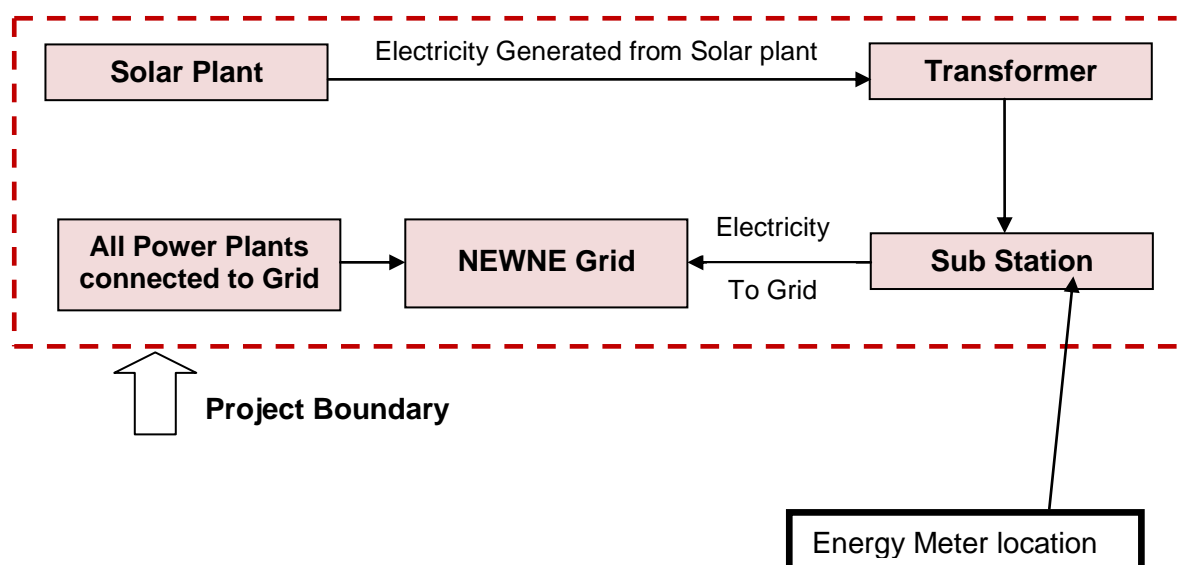 Solar Plant
Electricity Generated from Solar plant
Transformer
All Power Plants
connected to Grid
NEWNE Grid
Electricity
To Grid
Sub Station
Project Boundary
Energy Meter location